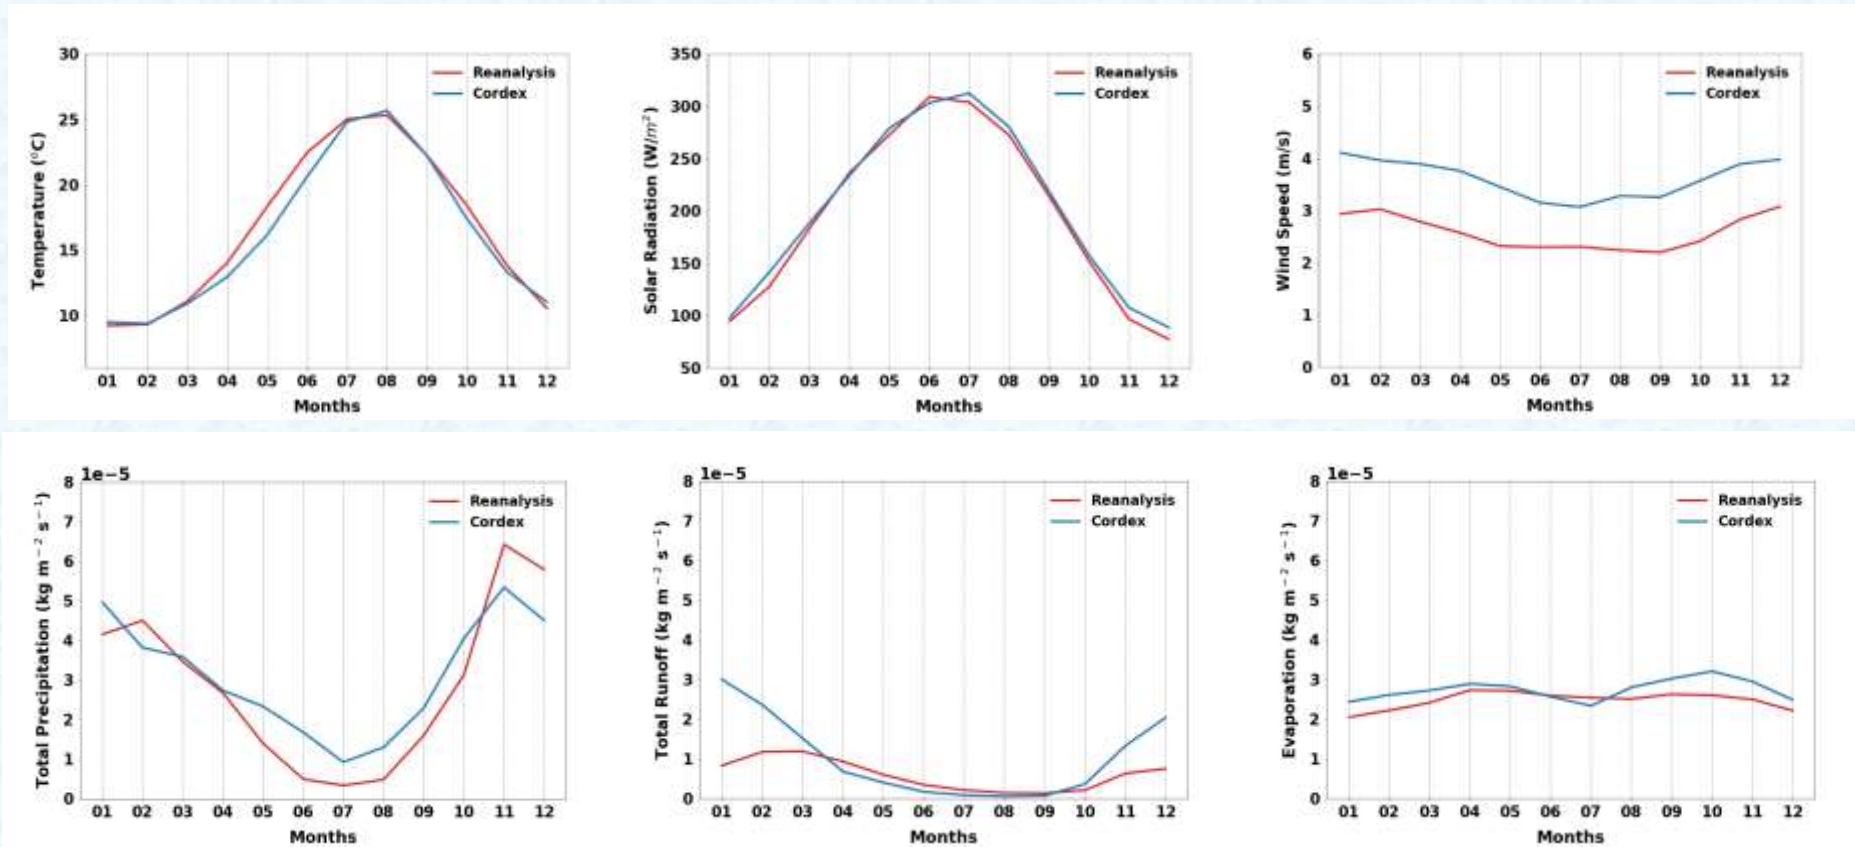 30
25
20
15
10
Temperature (°C)
Reanalysis
Cordex
01 02 03 04 05 06 07 08 09 10 11 12
Months
350
300
250
200
150
100
50
Solar Radiation (W/m²)
Reanalysis
Cordex
01 02 03 04 05 06 07 08 09 10 11 12
Months
6
5
4
3
2
1
0
Wind Speed (m/s)
Reanalysis
Cordex
01 02 03 04 05 06 07 08 09 10 11 12
Months
1e−5
8
7
6
5
4
3
2
1
0
Total Precipitation (kg m⁻² s⁻¹)
Reanalysis
Cordex
01 02 03 04 05 06 07 08 09 10 11 12
Months
1e−5
8
7
6
5
4
3
2
1
0
Total Runoff (kg m⁻² s⁻¹)
Reanalysis
Cordex
01 02 03 04 05 06 07 08 09 10 11 12
Months
1e−5
8
7
6
5
4
3
2
1
0
Evaporation (kg m⁻² s⁻¹)
Reanalysis
Cordex
01 02 03 04 05 06 07 08 09 10 11 12
Months